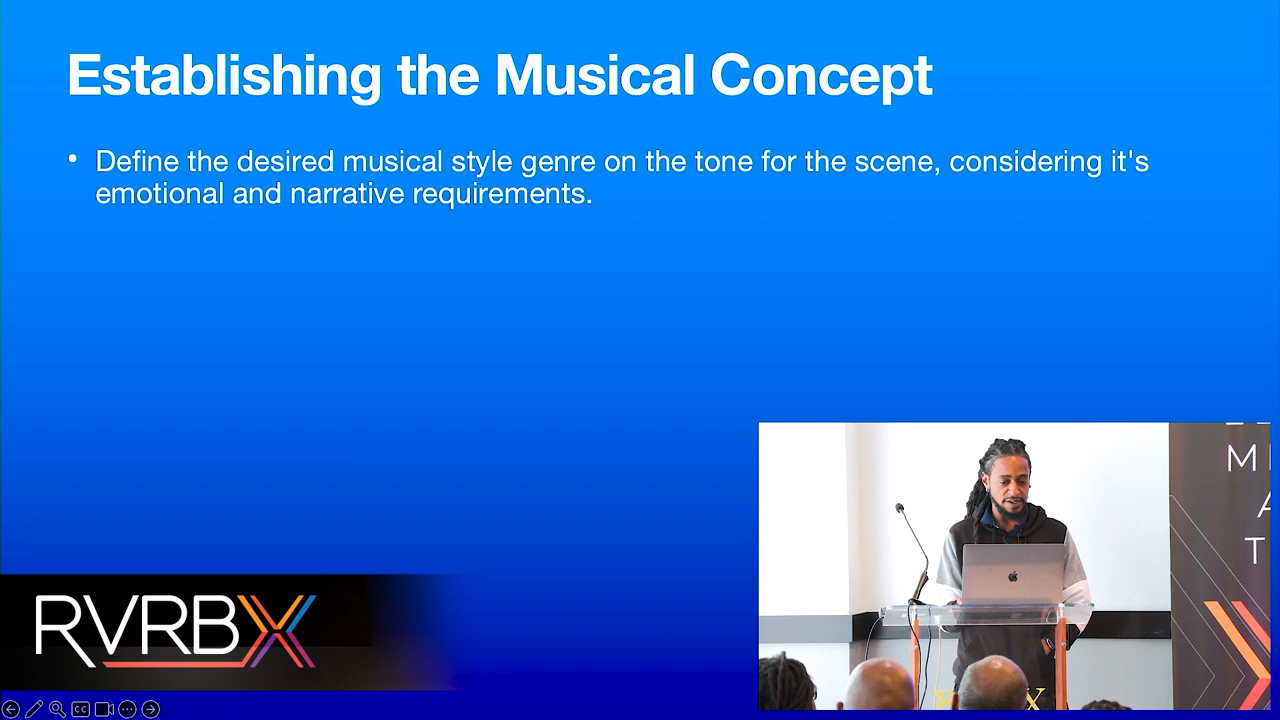 Establishing the Musical Concept
• Define the desired musical style genre on the tone for the scene, considering it's
emotional and narrative requirements.
RVRBX
M
A
T
CC